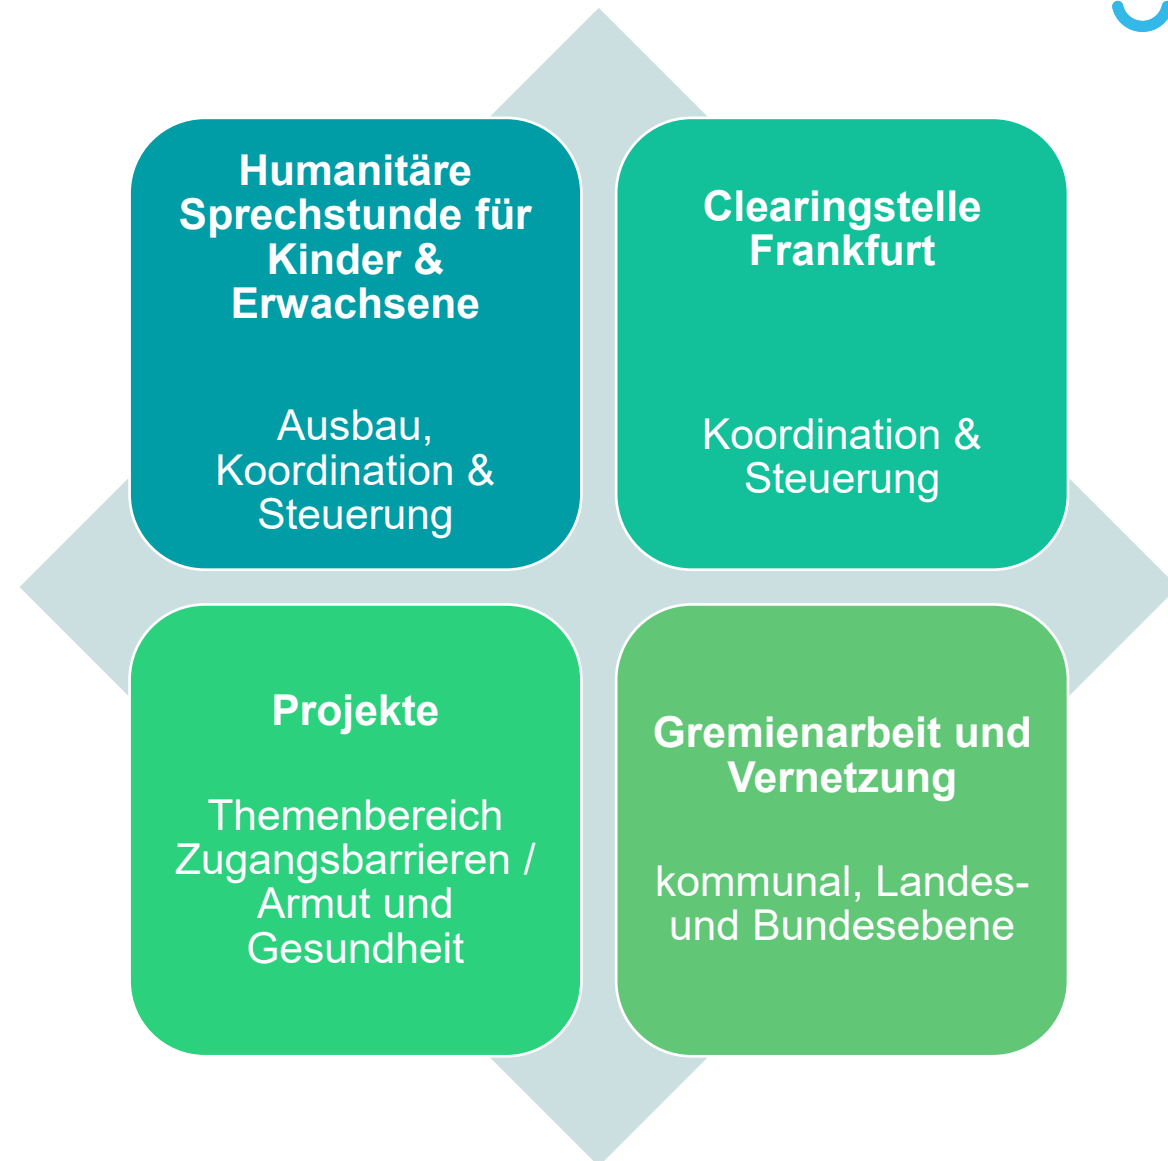 Humanitäre
Sprechstunde für
Kinder &
Erwachsene
Ausbau,
Koordination &
Steuerung
Clearingstelle
Frankfurt
Koordination &
Steuerung
Projekte
Themenbereich
Zugangsbarrieren /
Armut und
Gesundheit
Gremienarbeit und
Vernetzung
kommunal, Landes-
und Bundesebene